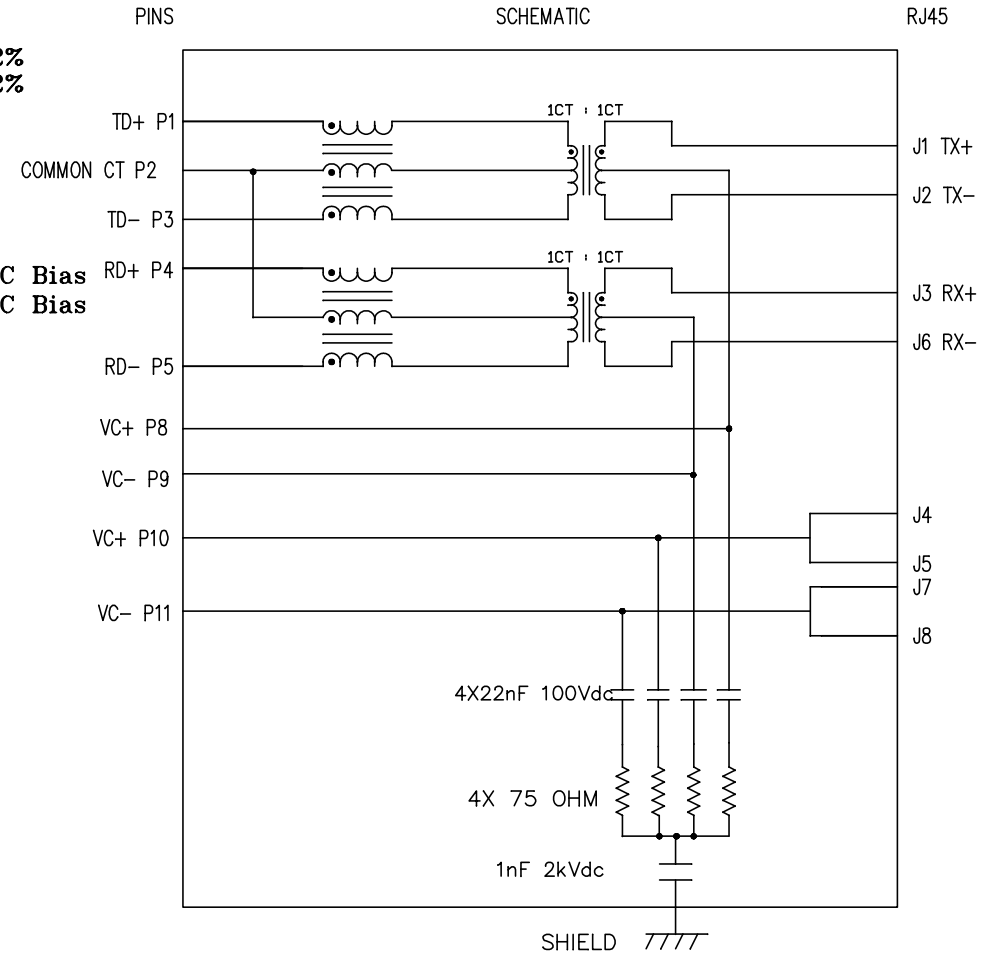 PINS SCHEMATIC RJ45
2%
2%
1CT : 1CT
TD+ P1
J1 TX+
COMMON CT P2
J2 TX-
TD- P3
1CT : 1CT
C Bias
RD+ P4
J3 RX+
C Bias
J6 RX-
RD- P5
VC+ P8
VC- P9
J4
VC+ P10
J5
J7
VC- P11
J8
4X22nF 100Vdc
4X 75 OHM
1nF 2kVdc
SHIELD